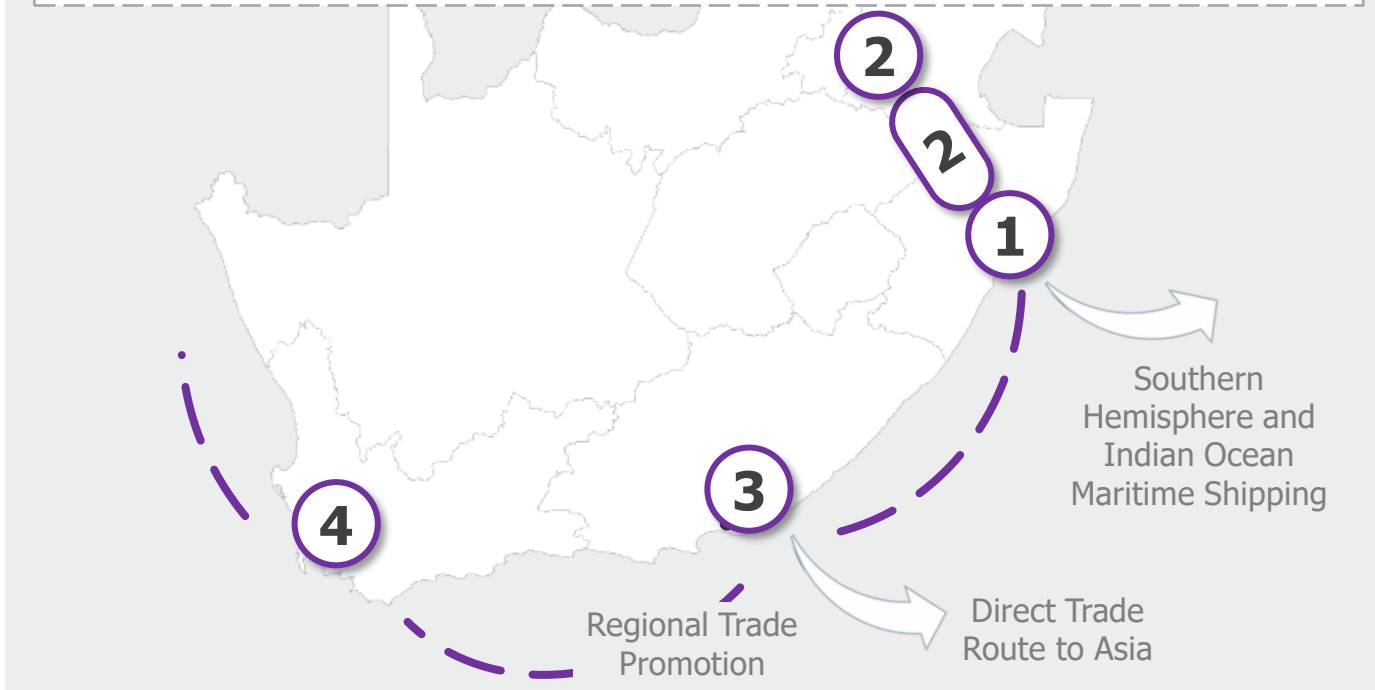 2
2
1
Southern
Hemisphere and
Indian Ocean
Maritime Shipping
3
4
Regional Trade
Promotion
Direct Trade
Route to Asia